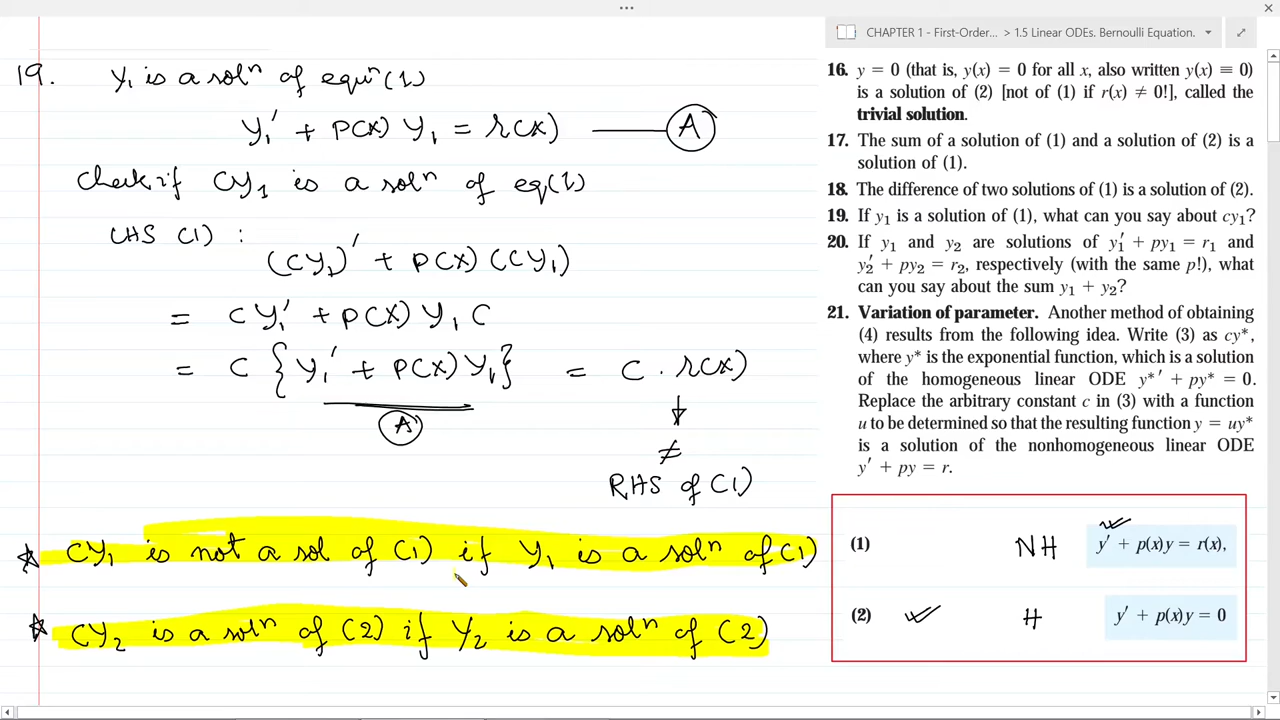 19. Y₁ is a solⁿ of equⁿ(1)
Y₁′ + P(x) Y₁ = r(x) —— A
Check if CY₁ is a solⁿ of eq(1)
LHS (1) :
(CY₁)′ + P(x) (CY₁)
= CY₁′ + P(x) Y₁ C
= C {Y₁′ + P(x) Y₁} = C . r(x)
A
≠
RHS of (1)
CY₁ is not a sol of (1) if Y₁ is a solⁿ of (1)
CY₂ is a solⁿ of (2) if Y₂ is a solⁿ of (2)
CHAPTER 1 - First-Order... > 1.5 Linear ODEs. Bernoulli Equation.
16. y = 0 (that is, y(x) = 0 for all x, also written y(x) ≡ 0)
is a solution of (2) [not of (1) if r(x) ≠ 0!], called the
trivial solution.
17. The sum of a solution of (1) and a solution of (2) is a
solution of (1).
18. The difference of two solutions of (1) is a solution of (2).
19. If y₁ is a solution of (1), what can you say about cy₁?
20. If y₁ and y₂ are solutions of y₁′ + py₁ = r₁ and
y₂′ + py₂ = r₂, respectively (with the same p!), what
can you say about the sum y₁ + y₂?
21. Variation of parameter. Another method of obtaining
(4) results from the following idea. Write (3) as cy*,
where y* is the exponential function, which is a solution
of the homogeneous linear ODE y*′ + py* = 0.
Replace the arbitrary constant c in (3) with a function
u to be determined so that the resulting function y = uy*
is a solution of the nonhomogeneous linear ODE
y′ + py = r.
(1) NH y′ + p(x)y = r(x),
(2) H y′ + p(x)y = 0